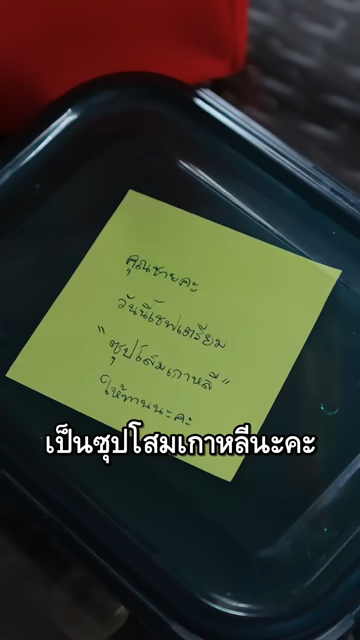 คุณชายคะ
วันนี้เชฟเตรียม
"ซุปโสมเกาหลี"
ให้ทานนะคะ
เป็นซุปโสมเกาหลีนะคะ